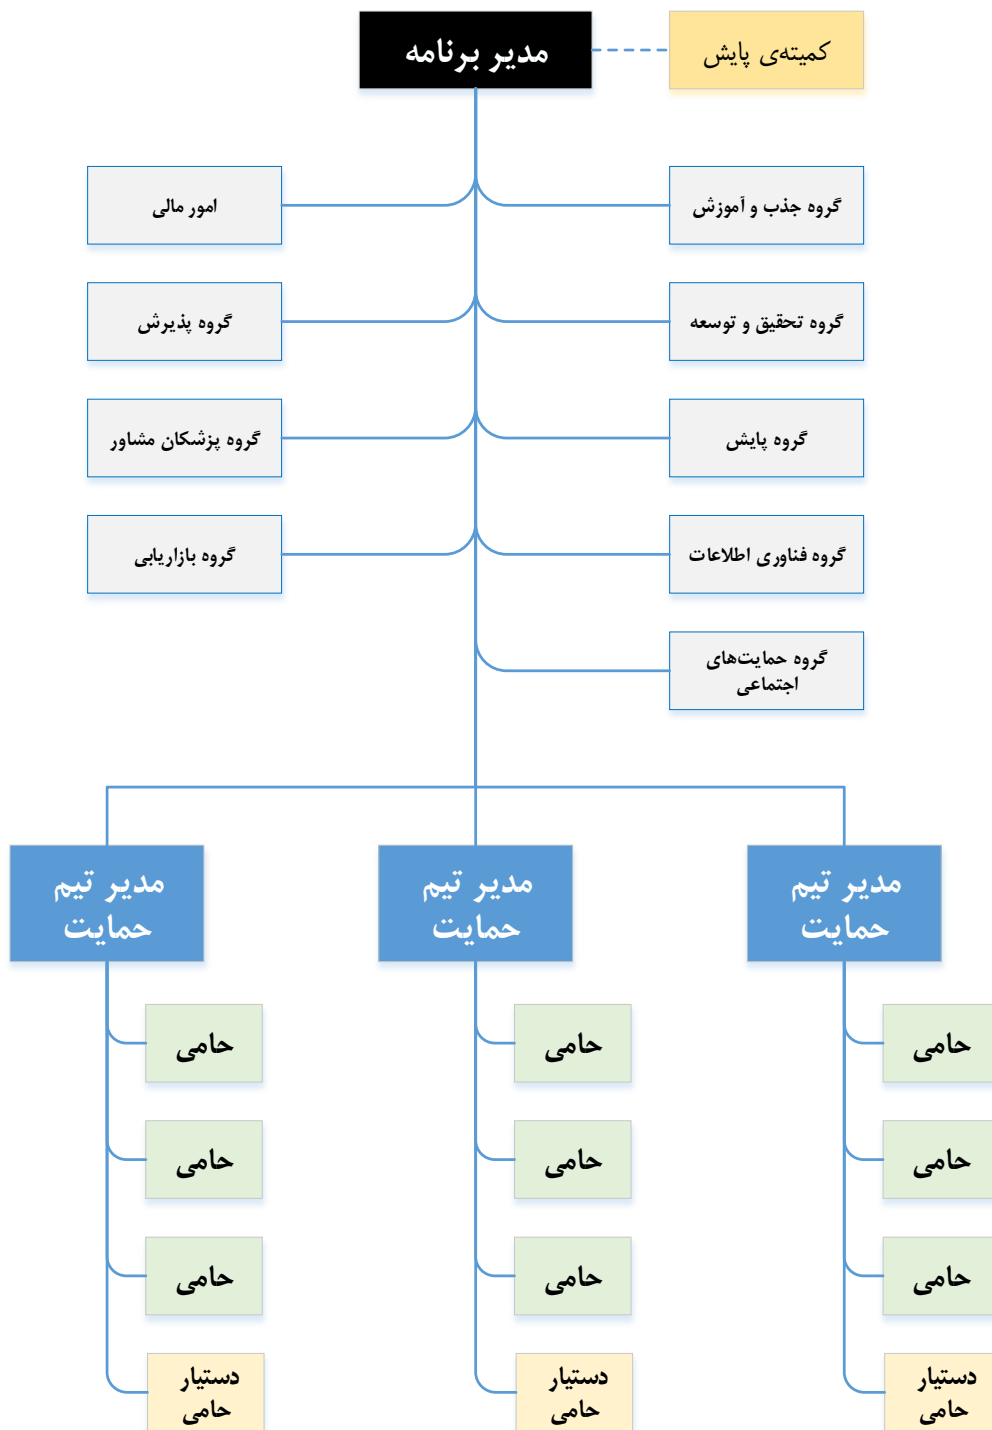 مدیر برنامه
کمیته‌ی پایش
گروه جذب و آموزش
امور مالی
گروه تحقیق و توسعه
گروه پذیرش
گروه پایش
گروه پزشکان مشاور
گروه فناوری اطلاعات
گروه بازاریابی
گروه حمایت‌های
اجتماعی
مدیر تیم
حمایت
مدیر تیم
حمایت
مدیر تیم
حمایت
حامی
حامی
حامی
حامی
حامی
حامی
حامی
حامی
حامی
دستیار
حامی
دستیار
حامی
دستیار
حامی